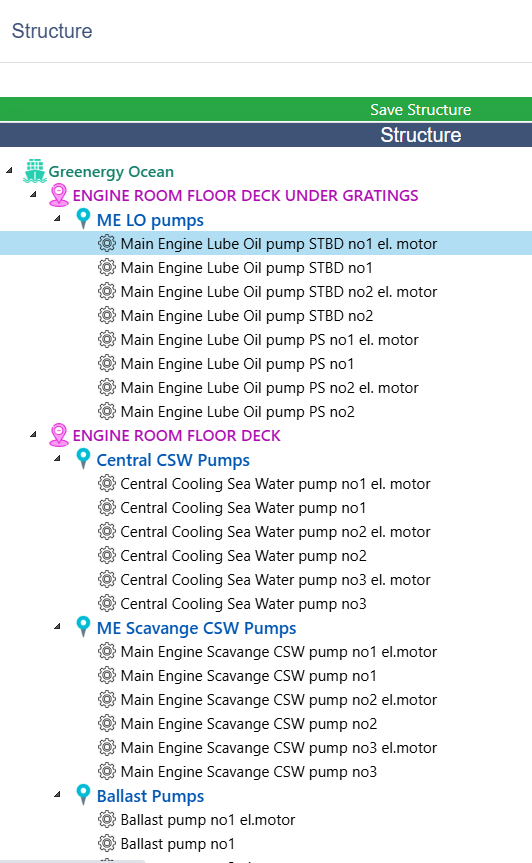 Structure
Save Structure
Structure
Greenergy Ocean
ENGINE ROOM FLOOR DECK UNDER GRATINGS
ME LO pumps
Main Engine Lube Oil pump STBD no1 el. motor
Main Engine Lube Oil pump STBD no1
Main Engine Lube Oil pump STBD no2 el. motor
Main Engine Lube Oil pump STBD no2
Main Engine Lube Oil pump PS no1 el. motor
Main Engine Lube Oil pump PS no1
Main Engine Lube Oil pump PS no2 el. motor
Main Engine Lube Oil pump PS no2
ENGINE ROOM FLOOR DECK
Central CSW Pumps
Central Cooling Sea Water pump no1 el. motor
Central Cooling Sea Water pump no1
Central Cooling Sea Water pump no2 el. motor
Central Cooling Sea Water pump no2
Central Cooling Sea Water pump no3 el. motor
Central Cooling Sea Water pump no3
ME Scavange CSW Pumps
Main Engine Scavange CSW pump no1 el.motor
Main Engine Scavange CSW pump no1
Main Engine Scavange CSW pump no2 el.motor
Main Engine Scavange CSW pump no2
Main Engine Scavange CSW pump no3 el.motor
Main Engine Scavange CSW pump no3
Ballast Pumps
Ballast pump no1 el.motor
Ballast pump no1